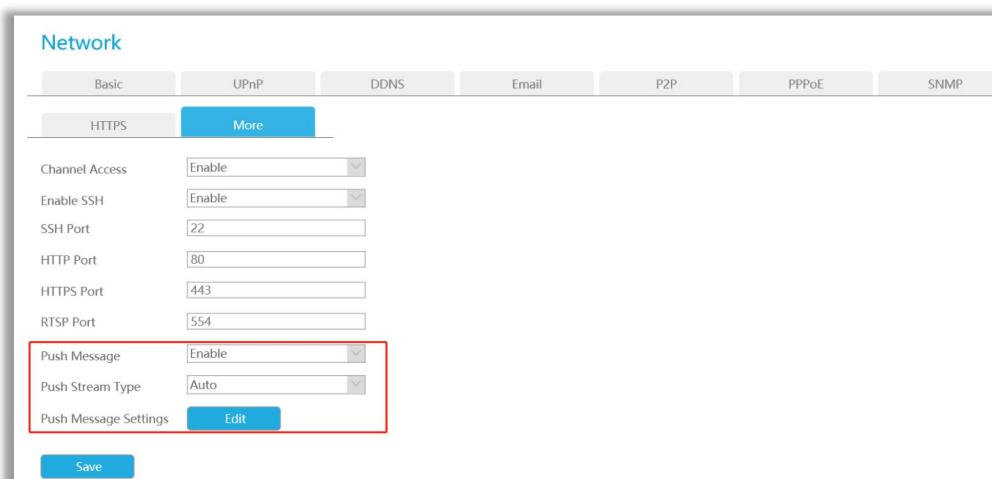 Network
Basic UPnP DDNS Email P2P PPPoE SNMP
HTTPS More
Channel Access Enable
Enable SSH Enable
SSH Port 22
HTTP Port 80
HTTPS Port 443
RTSP Port 554
Push Message Enable
Push Stream Type Auto
Push Message Settings Edit
Save